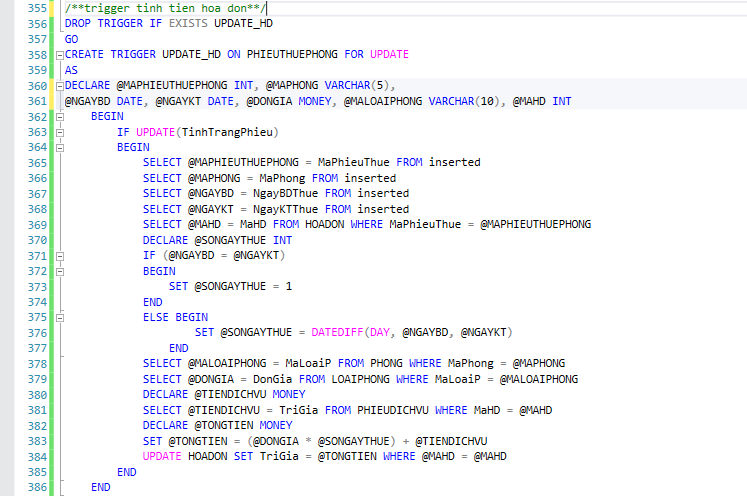 355 /**trigger tinh tien hoa don**/
356 DROP TRIGGER IF EXISTS UPDATE_HD
357 GO
358 CREATE TRIGGER UPDATE_HD ON PHIEUTHUEPHONG FOR UPDATE
359 AS
360 DECLARE @MAPHIEUTHUEPHONG INT, @MAPHONG VARCHAR(5),
361 @NGAYBD DATE, @NGAYKT DATE, @DONGIA MONEY, @MALOAIPHONG VARCHAR(10), @MAHD INT
362 BEGIN
363 IF UPDATE(TinhTrangPhieu)
364 BEGIN
365 SELECT @MAPHIEUTHUEPHONG = MaPhieuThue FROM inserted
366 SELECT @MAPHONG = MaPhong FROM inserted
367 SELECT @NGAYBD = NgayBDThue FROM inserted
368 SELECT @NGAYKT = NgayKTThue FROM inserted
369 SELECT @MAHD = MaHD FROM HOADON WHERE MaPhieuThue = @MAPHIEUTHUEPHONG
370 DECLARE @SONGAYTHUE INT
371 IF (@NGAYBD = @NGAYKT)
372 BEGIN
373 SET @SONGAYTHUE = 1
374 END
375 ELSE BEGIN
376 SET @SONGAYTHUE = DATEDIFF(DAY, @NGAYBD, @NGAYKT)
377 END
378 SELECT @MALOAIPHONG = MaLoaiP FROM PHONG WHERE MaPhong = @MAPHONG
379 SELECT @DONGIA = DonGia FROM LOAIPHONG WHERE MaLoaiP = @MALOAIPHONG
380 DECLARE @TIENDICHVU MONEY
381 SELECT @TIENDICHVU = TriGia FROM PHIEUDICHVU WHERE MaHD = @MAHD
382 DECLARE @TONGTIEN MONEY
383 SET @TONGTIEN = (@DONGIA * @SONGAYTHUE) + @TIENDICHVU
384 UPDATE HOADON SET TriGia = @TONGTIEN WHERE @MAHD = @MAHD
385 END
386 END